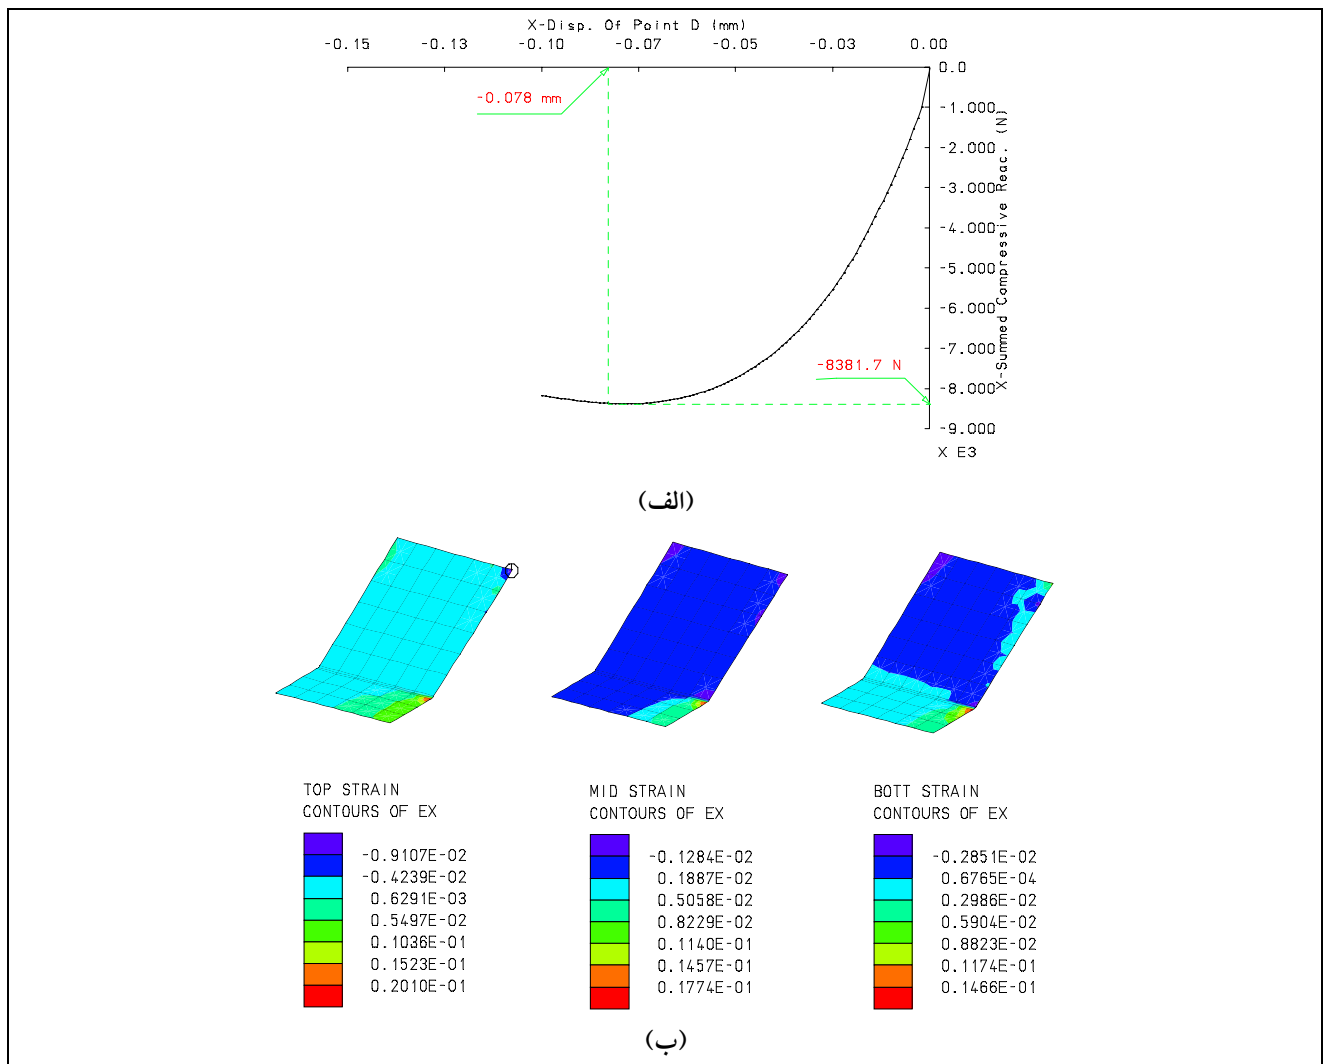 X-Disp. Of Point D (mm)
-0.15 -0.13 -0.10 -0.07 -0.05 -0.03 0.00
0.0
-0.078 mm
-1.000
-2.000
-3.000
-4.000
-5.000
-6.000
-7.000
-8381.7 N
-8.000
-9.000
X E3
X-Summed Compressive Reac. (N)
(الف)
TOP STRAIN
CONTOURS OF EX
-0.9107E-02
-0.4239E-02
0.6291E-03
0.5497E-02
0.1036E-01
0.1523E-01
0.2010E-01
MID STRAIN
CONTOURS OF EX
-0.1284E-02
0.1887E-02
0.5058E-02
0.8229E-02
0.1140E-01
0.1457E-01
0.1774E-01
BOTT STRAIN
CONTOURS OF EX
-0.2851E-02
0.6765E-04
0.2986E-02
0.5904E-02
0.8823E-02
0.1174E-01
0.1466E-01
(ب)